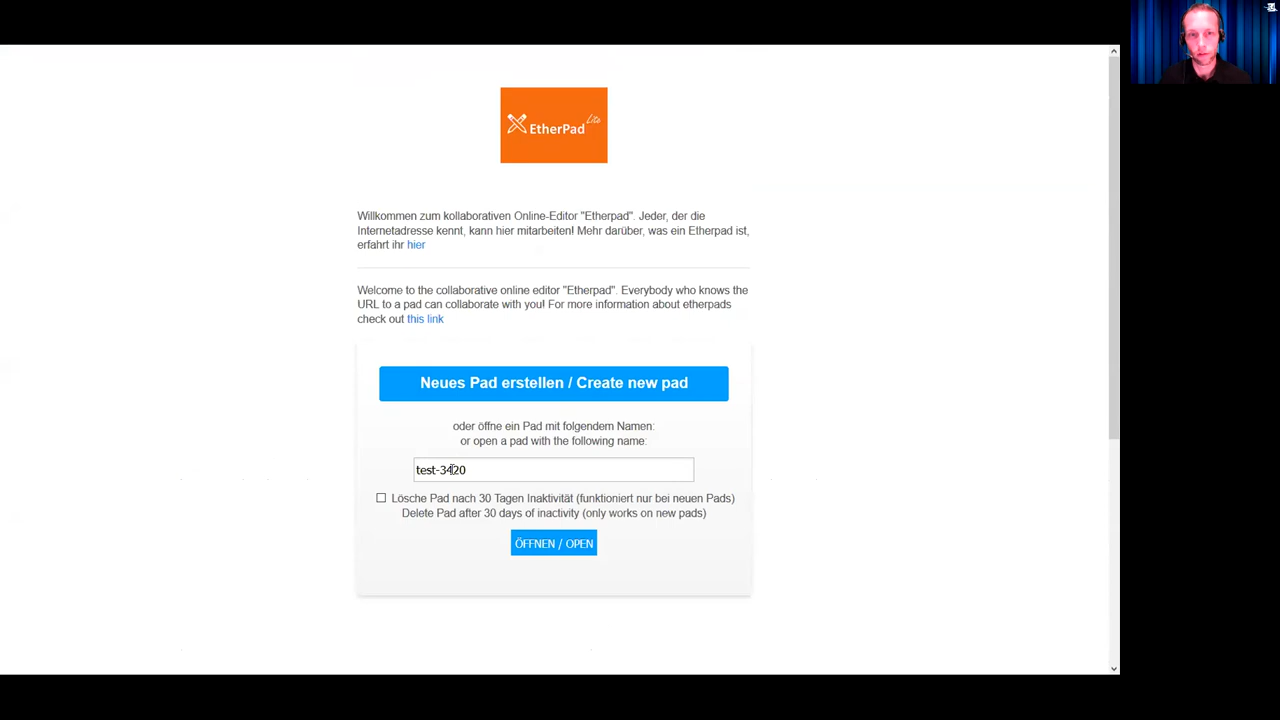 EtherPad Lite
Willkommen zum kollaborativen Online-Editor "Etherpad". Jeder, der die
Internetadresse kennt, kann hier mitarbeiten! Mehr darüber, was ein Etherpad ist,
erfahrt ihr hier
Welcome to the collaborative online editor "Etherpad". Everybody who knows the
URL to a pad can collaborate with you! For more information about etherpads
check out this link
Neues Pad erstellen / Create new pad
oder öffne ein Pad mit folgendem Namen:
or open a pad with the following name:
test-3420
Lösche Pad nach 30 Tagen Inaktivität (funktioniert nur bei neuen Pads)
Delete Pad after 30 days of inactivity (only works on new pads)
ÖFFNEN / OPEN